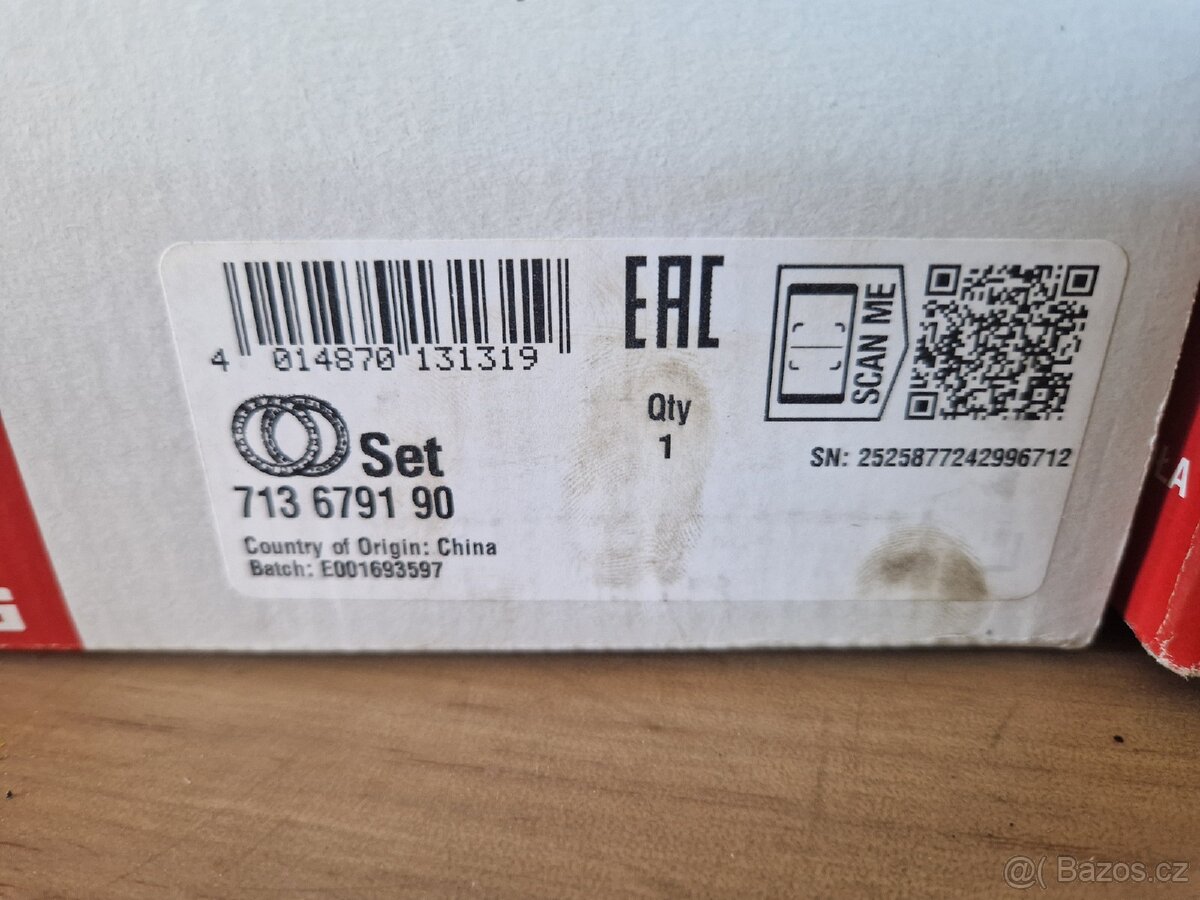 4 014870 131319
EAC
SCAN ME
Set
Qty
1
SN: 2525877242996712
713 6791 90
Country of Origin: China
Batch: E001693597
G
ŁA
@( Bazos.cz